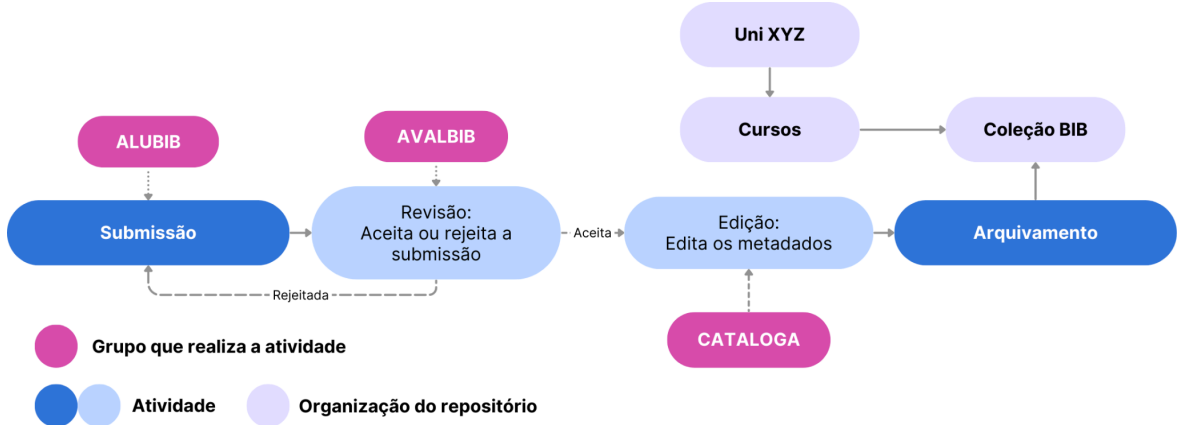 Uni XYZ
ALUBIB
AVALBIB
Cursos
Coleção BIB
Submissão
Revisão:
Aceita ou rejeita a
submissão
Aceita
Edição:
Edita os metadados
Arquivamento
Rejeitada
CATALOGA
Grupo que realiza a atividade
Atividade
Organização do repositório